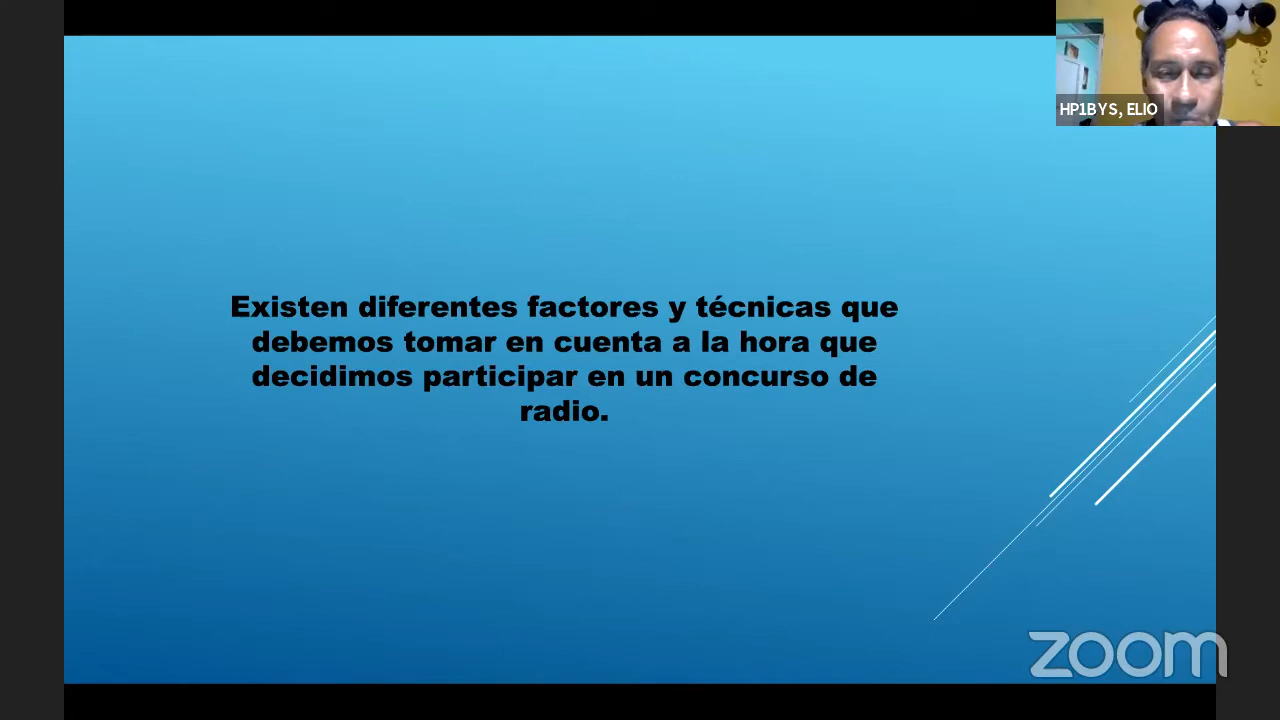 HP1BYS, ELIO
Existen diferentes factores y técnicas que
debemos tomar en cuenta a la hora que
decidimos participar en un concurso de
radio.
zoom